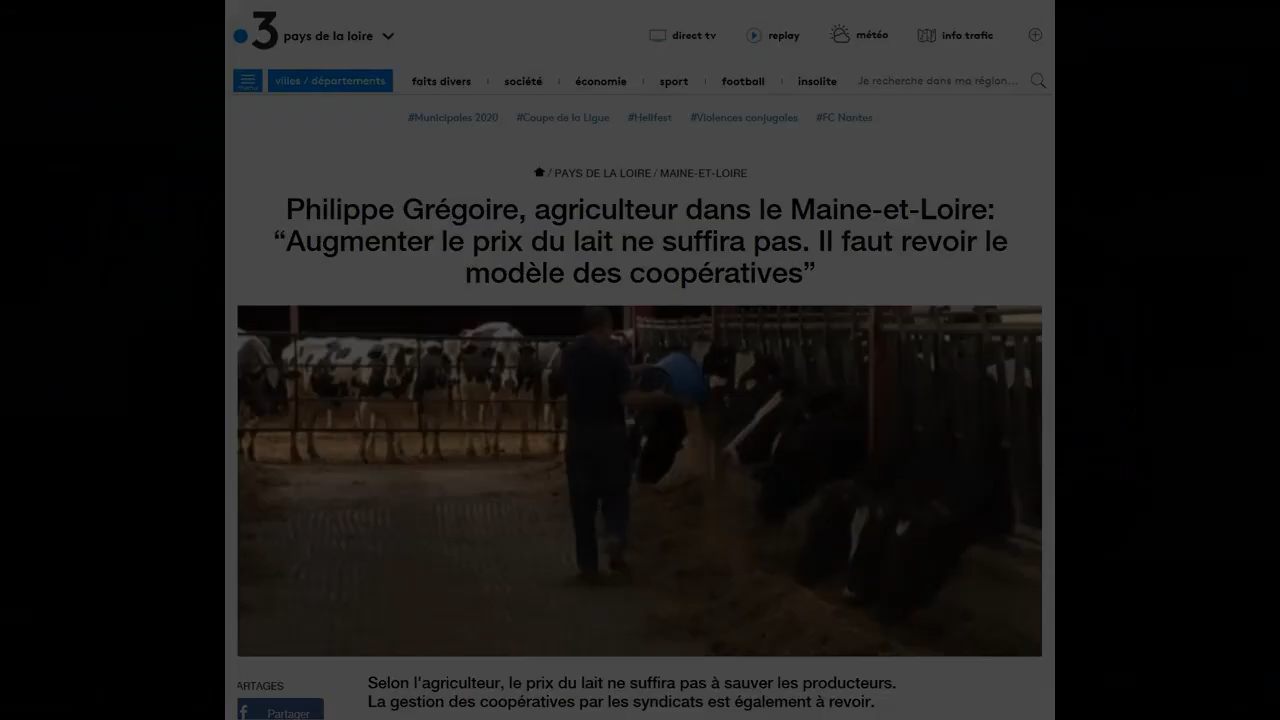 3 pays de la loire
direct tv replay météo info trafic
menu villes / départements faits divers société économie sport football insolite Je recherche dans ma région...
#Municipales 2020 #Coupe de la Ligue #Hellfest #Violences conjugales #FC Nantes
/ PAYS DE LA LOIRE / MAINE-ET-LOIRE
Philippe Grégoire, agriculteur dans le Maine-et-Loire:
“Augmenter le prix du lait ne suffira pas. Il faut revoir le
modèle des coopératives”
ARTAGES
Selon l'agriculteur, le prix du lait ne suffira pas à sauver les producteurs.
La gestion des coopératives par les syndicats est également à revoir.
f Partager